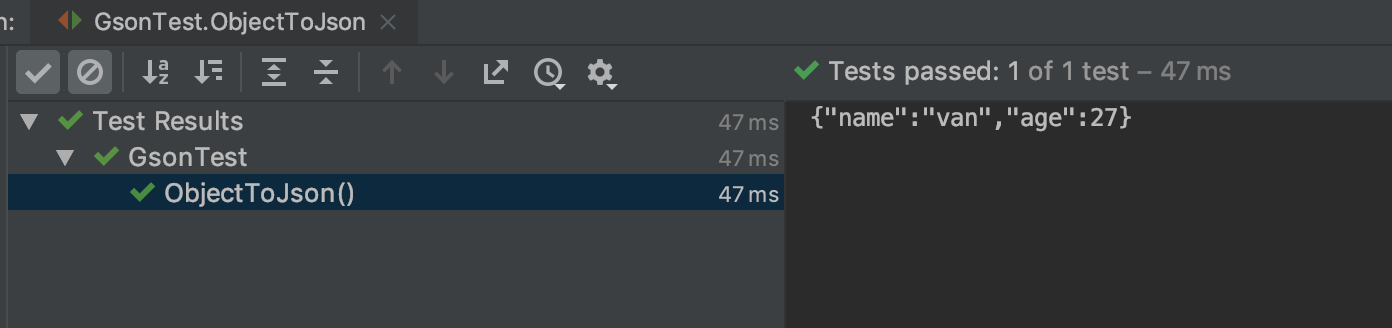 n: GsonTest.ObjectToJson
Tests passed: 1 of 1 test – 47 ms
Test Results 47 ms
GsonTest 47 ms
ObjectToJson() 47 ms
{"name":"van","age":27}